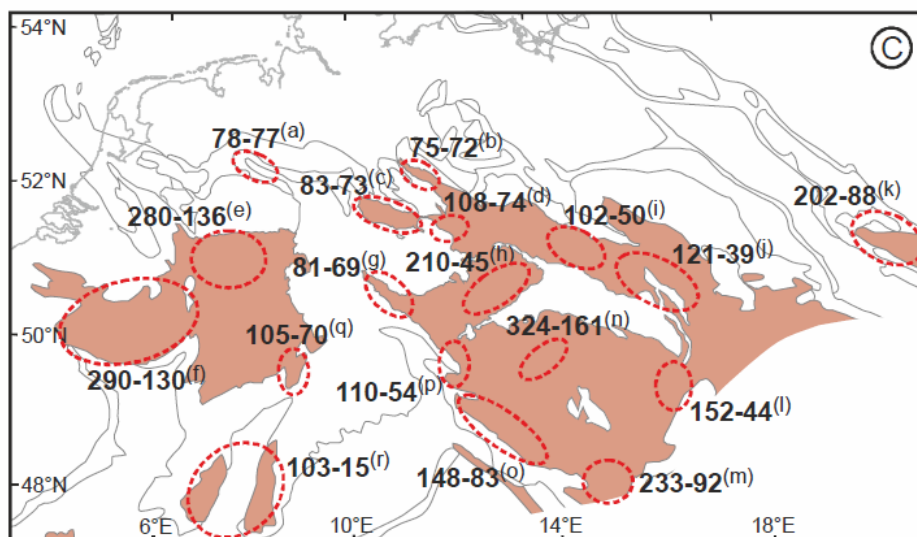 54°N
C
78-77(a)
75-72(b)
52°N
83-73(c)
202-88(k)
108-74(d)
280-136(e)
102-50(i)
121-39(j)
81-69(g)
210-45(h)
50°N
105-70(q)
324-161(n)
290-130(f)
110-54(p)
152-44(l)
103-15(r)
148-83(o)
233-92(m)
48°N
6°E
10°E
14°E
18°E